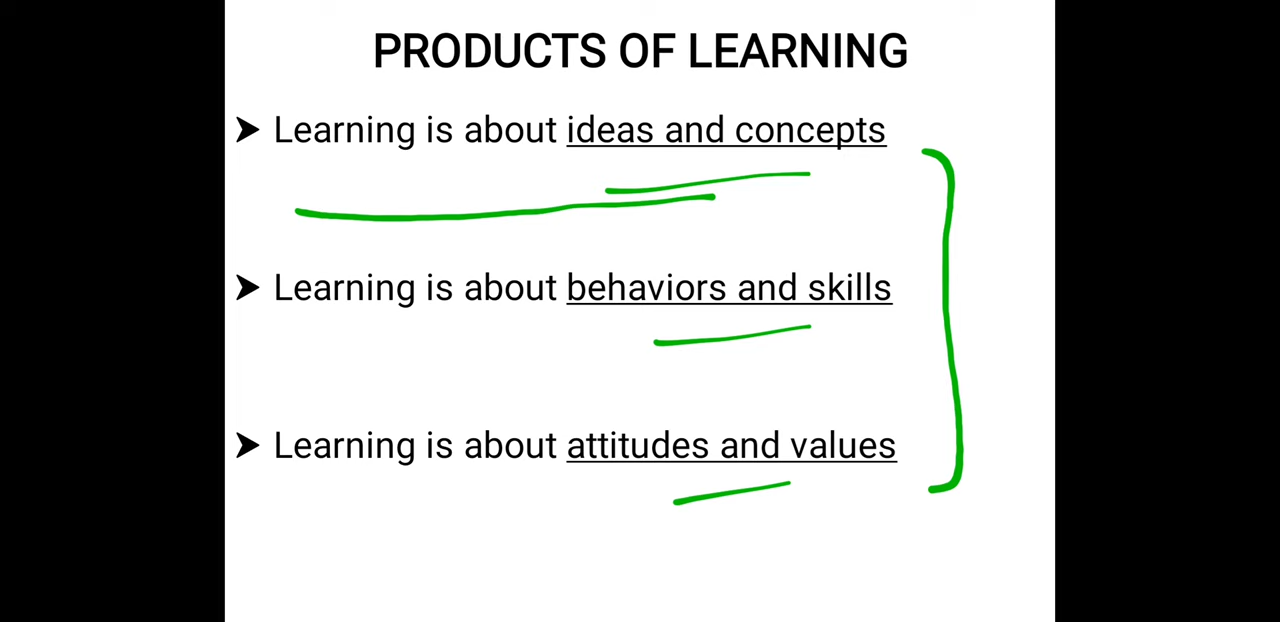 PRODUCTS OF LEARNING
➤ Learning is about ideas and concepts
➤ Learning is about behaviors and skills
➤ Learning is about attitudes and values